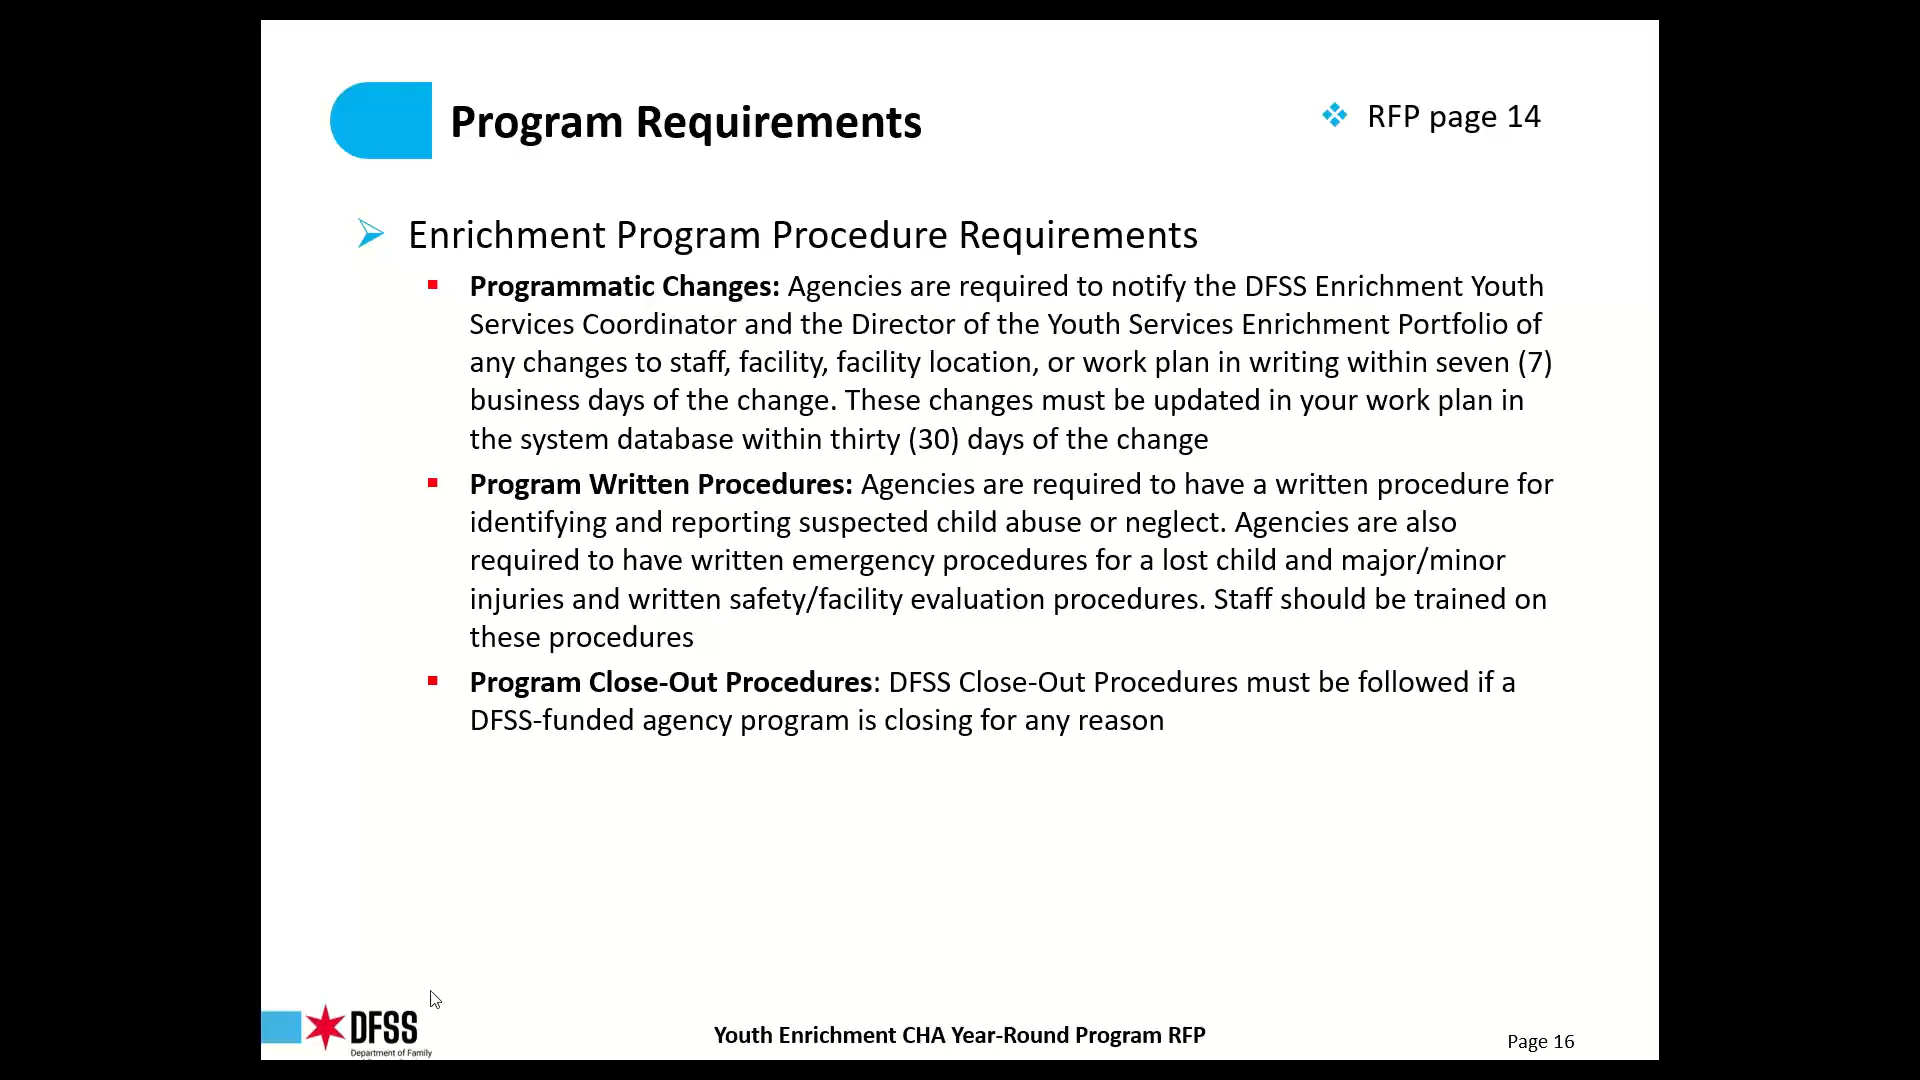 Program Requirements
❖ RFP page 14
➢ Enrichment Program Procedure Requirements
▪ Programmatic Changes: Agencies are required to notify the DFSS Enrichment Youth
Services Coordinator and the Director of the Youth Services Enrichment Portfolio of
any changes to staff, facility, facility location, or work plan in writing within seven (7)
business days of the change. These changes must be updated in your work plan in
the system database within thirty (30) days of the change
▪ Program Written Procedures: Agencies are required to have a written procedure for
identifying and reporting suspected child abuse or neglect. Agencies are also
required to have written emergency procedures for a lost child and major/minor
injuries and written safety/facility evaluation procedures. Staff should be trained on
these procedures
▪ Program Close-Out Procedures: DFSS Close-Out Procedures must be followed if a
DFSS-funded agency program is closing for any reason
DFSS
Department of Family
Youth Enrichment CHA Year-Round Program RFP
Page 16